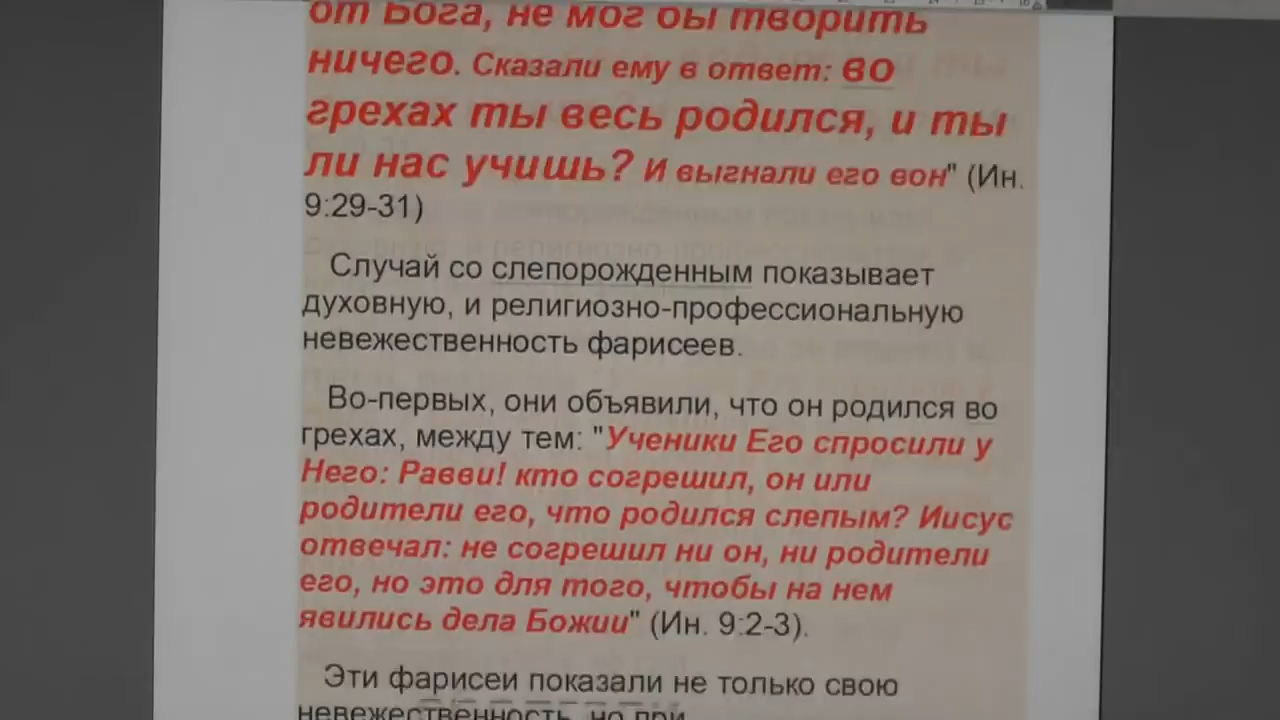 от Бога, не мог бы творить
ничего. Сказали ему в ответ: во
грехах ты весь родился, и ты
ли нас учишь? И выгнали его вон" (Ин.
9:29-31)
Случай со слепорожденным показывает
духовную, и религиозно-профессиональную
невежественность фарисеев.
Во-первых, они объявили, что он родился во
грехах, между тем: "Ученики Его спросили у
Него: Равви! кто согрешил, он или
родители его, что родился слепым? Иисус
отвечал: не согрешил ни он, ни родители
его, но это для того, чтобы на нем
явились дела Божии" (Ин. 9:2-3).
Эти фарисеи показали не только свою
невежественность, но при